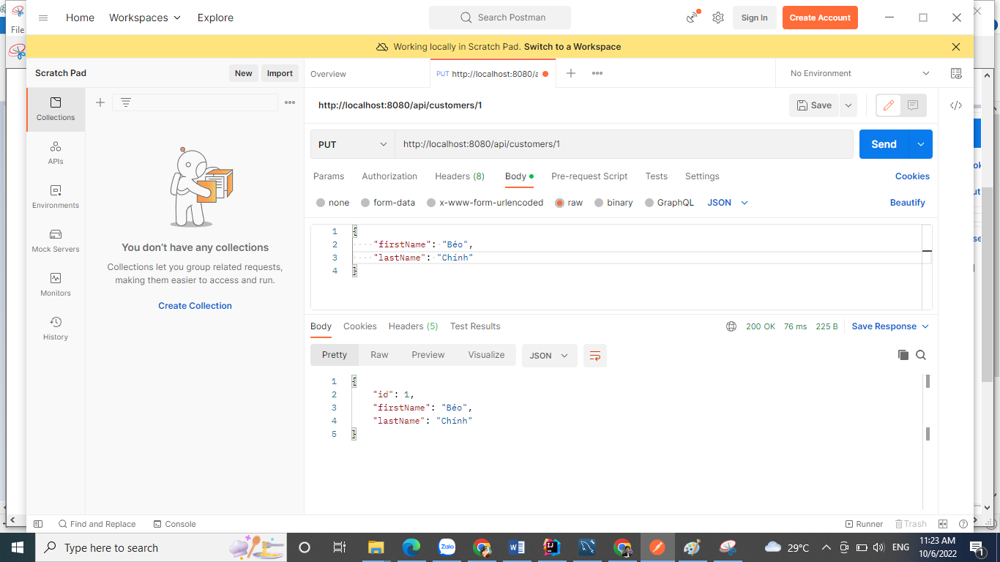 File
Home
Workspaces
Explore
Search Postman
Sign In
Create Account
Working locally in Scratch Pad. Switch to a Workspace
Scratch Pad
New
Import
Overview
PUT http://localhost:8080/a
No Environment
Collections
APIs
Environments
Mock Servers
Monitors
History
You don't have any collections
Collections let you group related requests,
making them easier to access and run.
Create Collection
http://localhost:8080/api/customers/1
Save
PUT
http://localhost:8080/api/customers/1
Send
Params
Authorization
Headers (8)
Body
Pre-request Script
Tests
Settings
Cookies
none
form-data
x-www-form-urlencoded
raw
binary
GraphQL
JSON
Beautify
1 {
2 "firstName": "Béo",
3 "lastName": "Chính"
4 }
Body
Cookies
Headers (5)
Test Results
200 OK
76 ms
225 B
Save Response
Pretty
Raw
Preview
Visualize
JSON
1 {
2 "id": 1,
3 "firstName": "Béo",
4 "lastName": "Chính"
5 }
Find and Replace
Console
Runner
Trash
Type here to search
Zalo
29°C
ENG
11:23 AM
10/6/2022
1